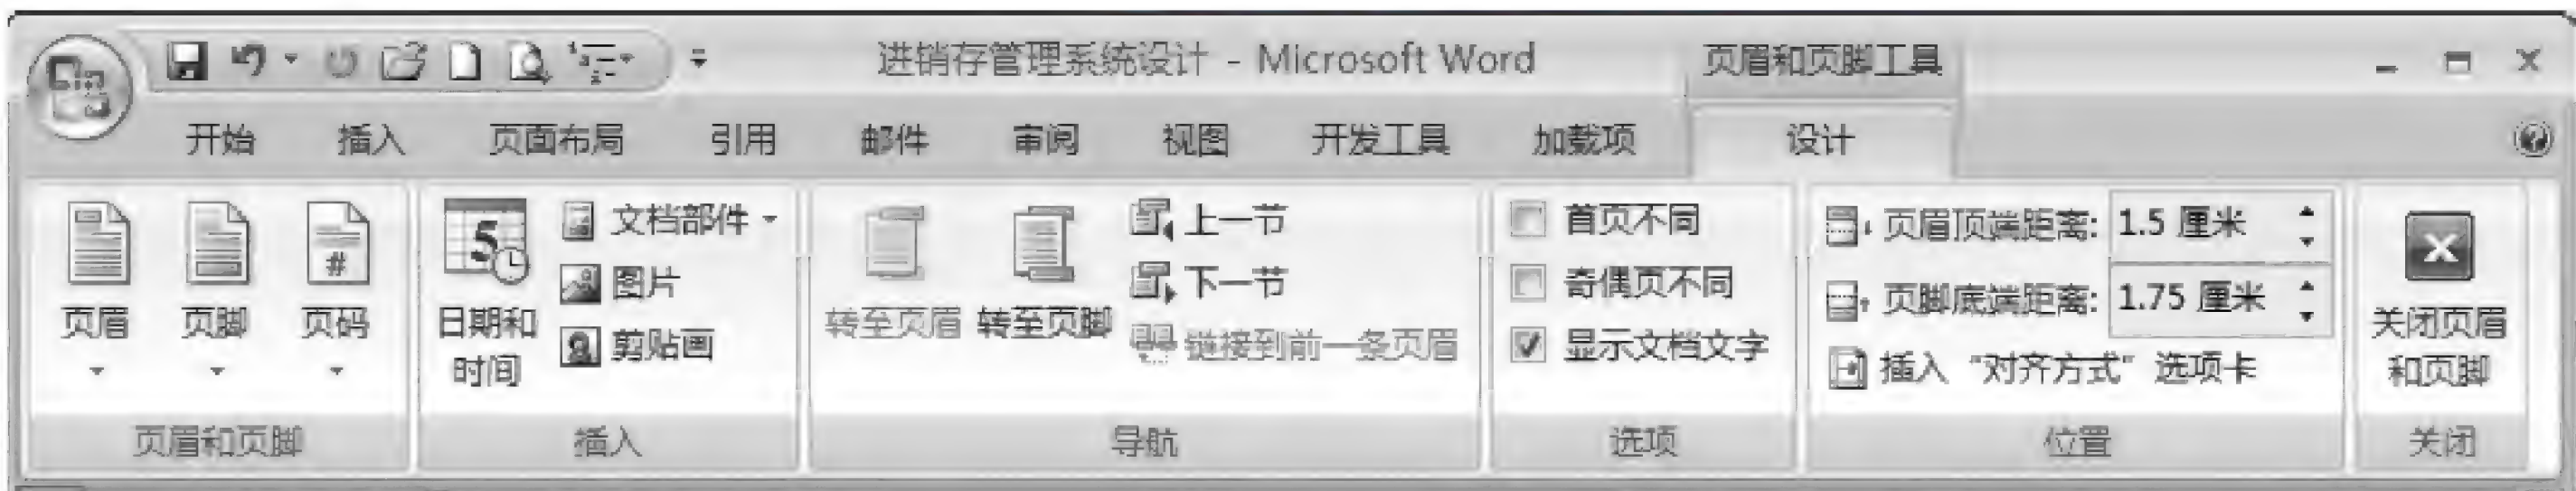 进销存管理系统设计 - Microsoft Word 页眉和页脚工具
开始 插入 页面布局 引用 邮件 审阅 视图 开发工具 加载项 设计
页眉 页脚 页码
页眉和页脚
日期和时间
文档部件
图片
剪贴画
插入
转至页眉 转至页脚
上一节
下一节
链接到前一条页眉
导航
首页不同
奇偶页不同
显示文档文字
选项
页眉顶端距离: 1.5 厘米
页脚底端距离: 1.75 厘米
插入 “对齐方式” 选项卡
位置
关闭页眉
和页脚
关闭